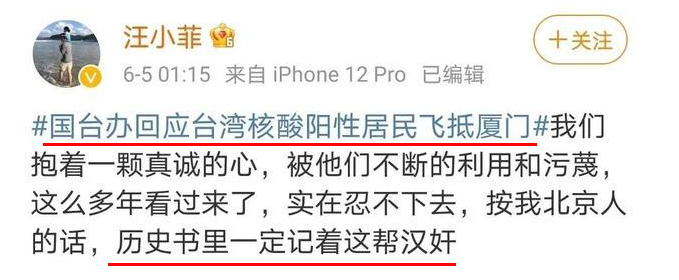 汪小菲
+关注
6-5 01:15 来自 iPhone 12 Pro 已编辑
#国台办回应台湾核酸阳性居民飞抵厦门#我们
抱着一颗真诚的心，被他们不断的利用和污蔑，
这么多年看过来了，实在忍不下去，按我北京人
的话，历史书里一定记着这帮汉奸